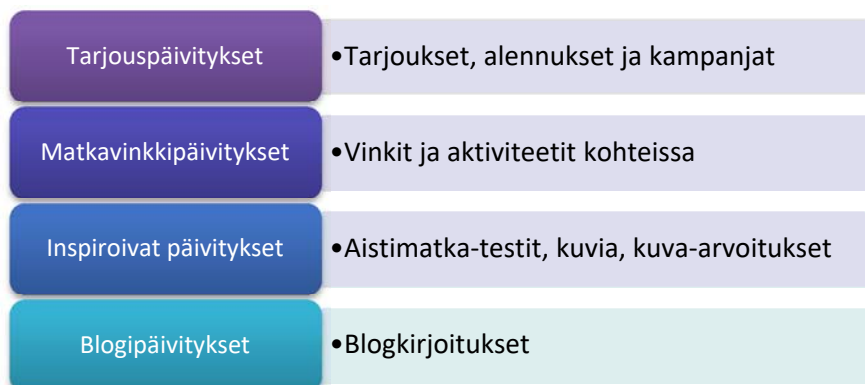 Tarjouspäivitykset
•Tarjoukset, alennukset ja kampanjat
Matkavinkkipäivitykset
•Vinkit ja aktiviteetit kohteissa
Inspiroivat päivitykset
•Aistimatka-testit, kuvia, kuva-arvoitukset
Blogipäivitykset
•Blogkirjoitukset